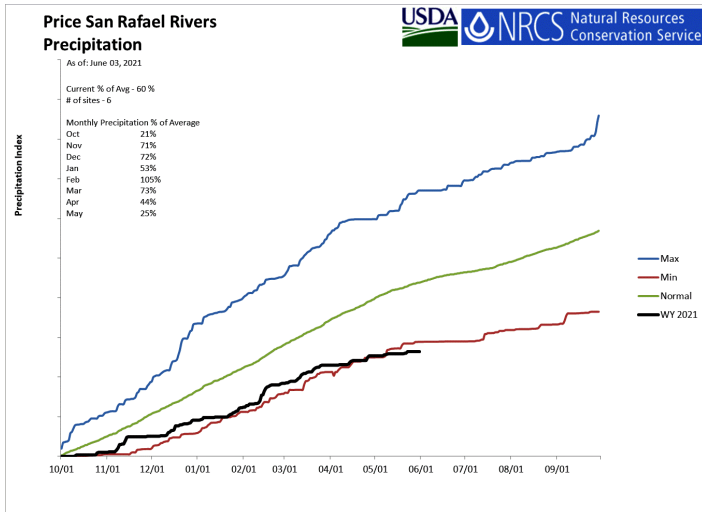 Price San Rafael Rivers
Precipitation
USDA
NRCS
Natural Resources
Conservation Service
As of: June 03, 2021
Current % of Avg - 60 %
# of sites - 6
Monthly Precipitation % of Average
Oct 21%
Nov 71%
Dec 72%
Jan 53%
Feb 105%
Mar 73%
Apr 44%
May 25%
Precipitation Index
Max
Min
Normal
WY 2021
10/01 11/01 12/01 01/01 02/01 03/01 04/01 05/01 06/01 07/01 08/01 09/01